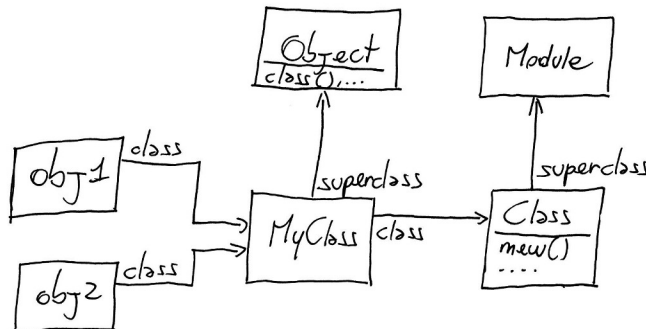 Object
class(), ...
Module
class
obj1
superclass
superclass
MyClass
class
Class
new()
....
class
obj2